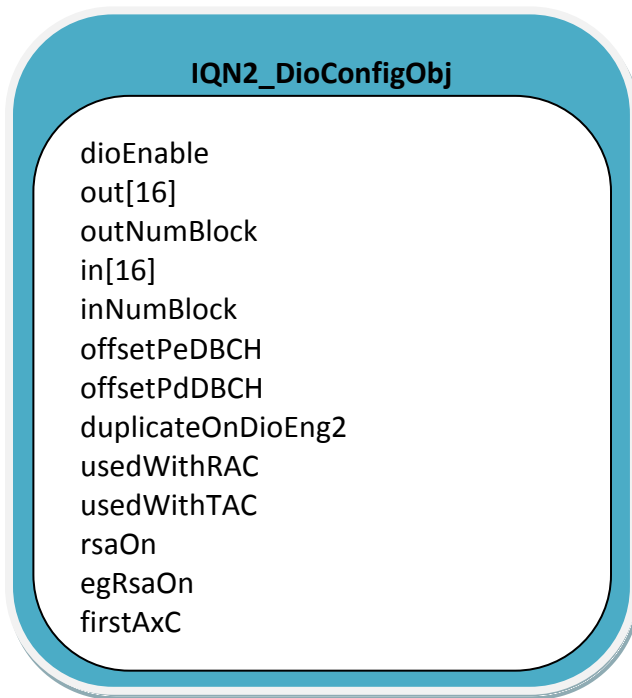 IQN2_DioConfigObj
dioEnable
out[16]
outNumBlock
in[16]
inNumBlock
offsetPeDBCH
offsetPdDBCH
duplicateOnDioEng2
usedWithRAC
usedWithTAC
rsaOn
egRsaOn
firstAxC